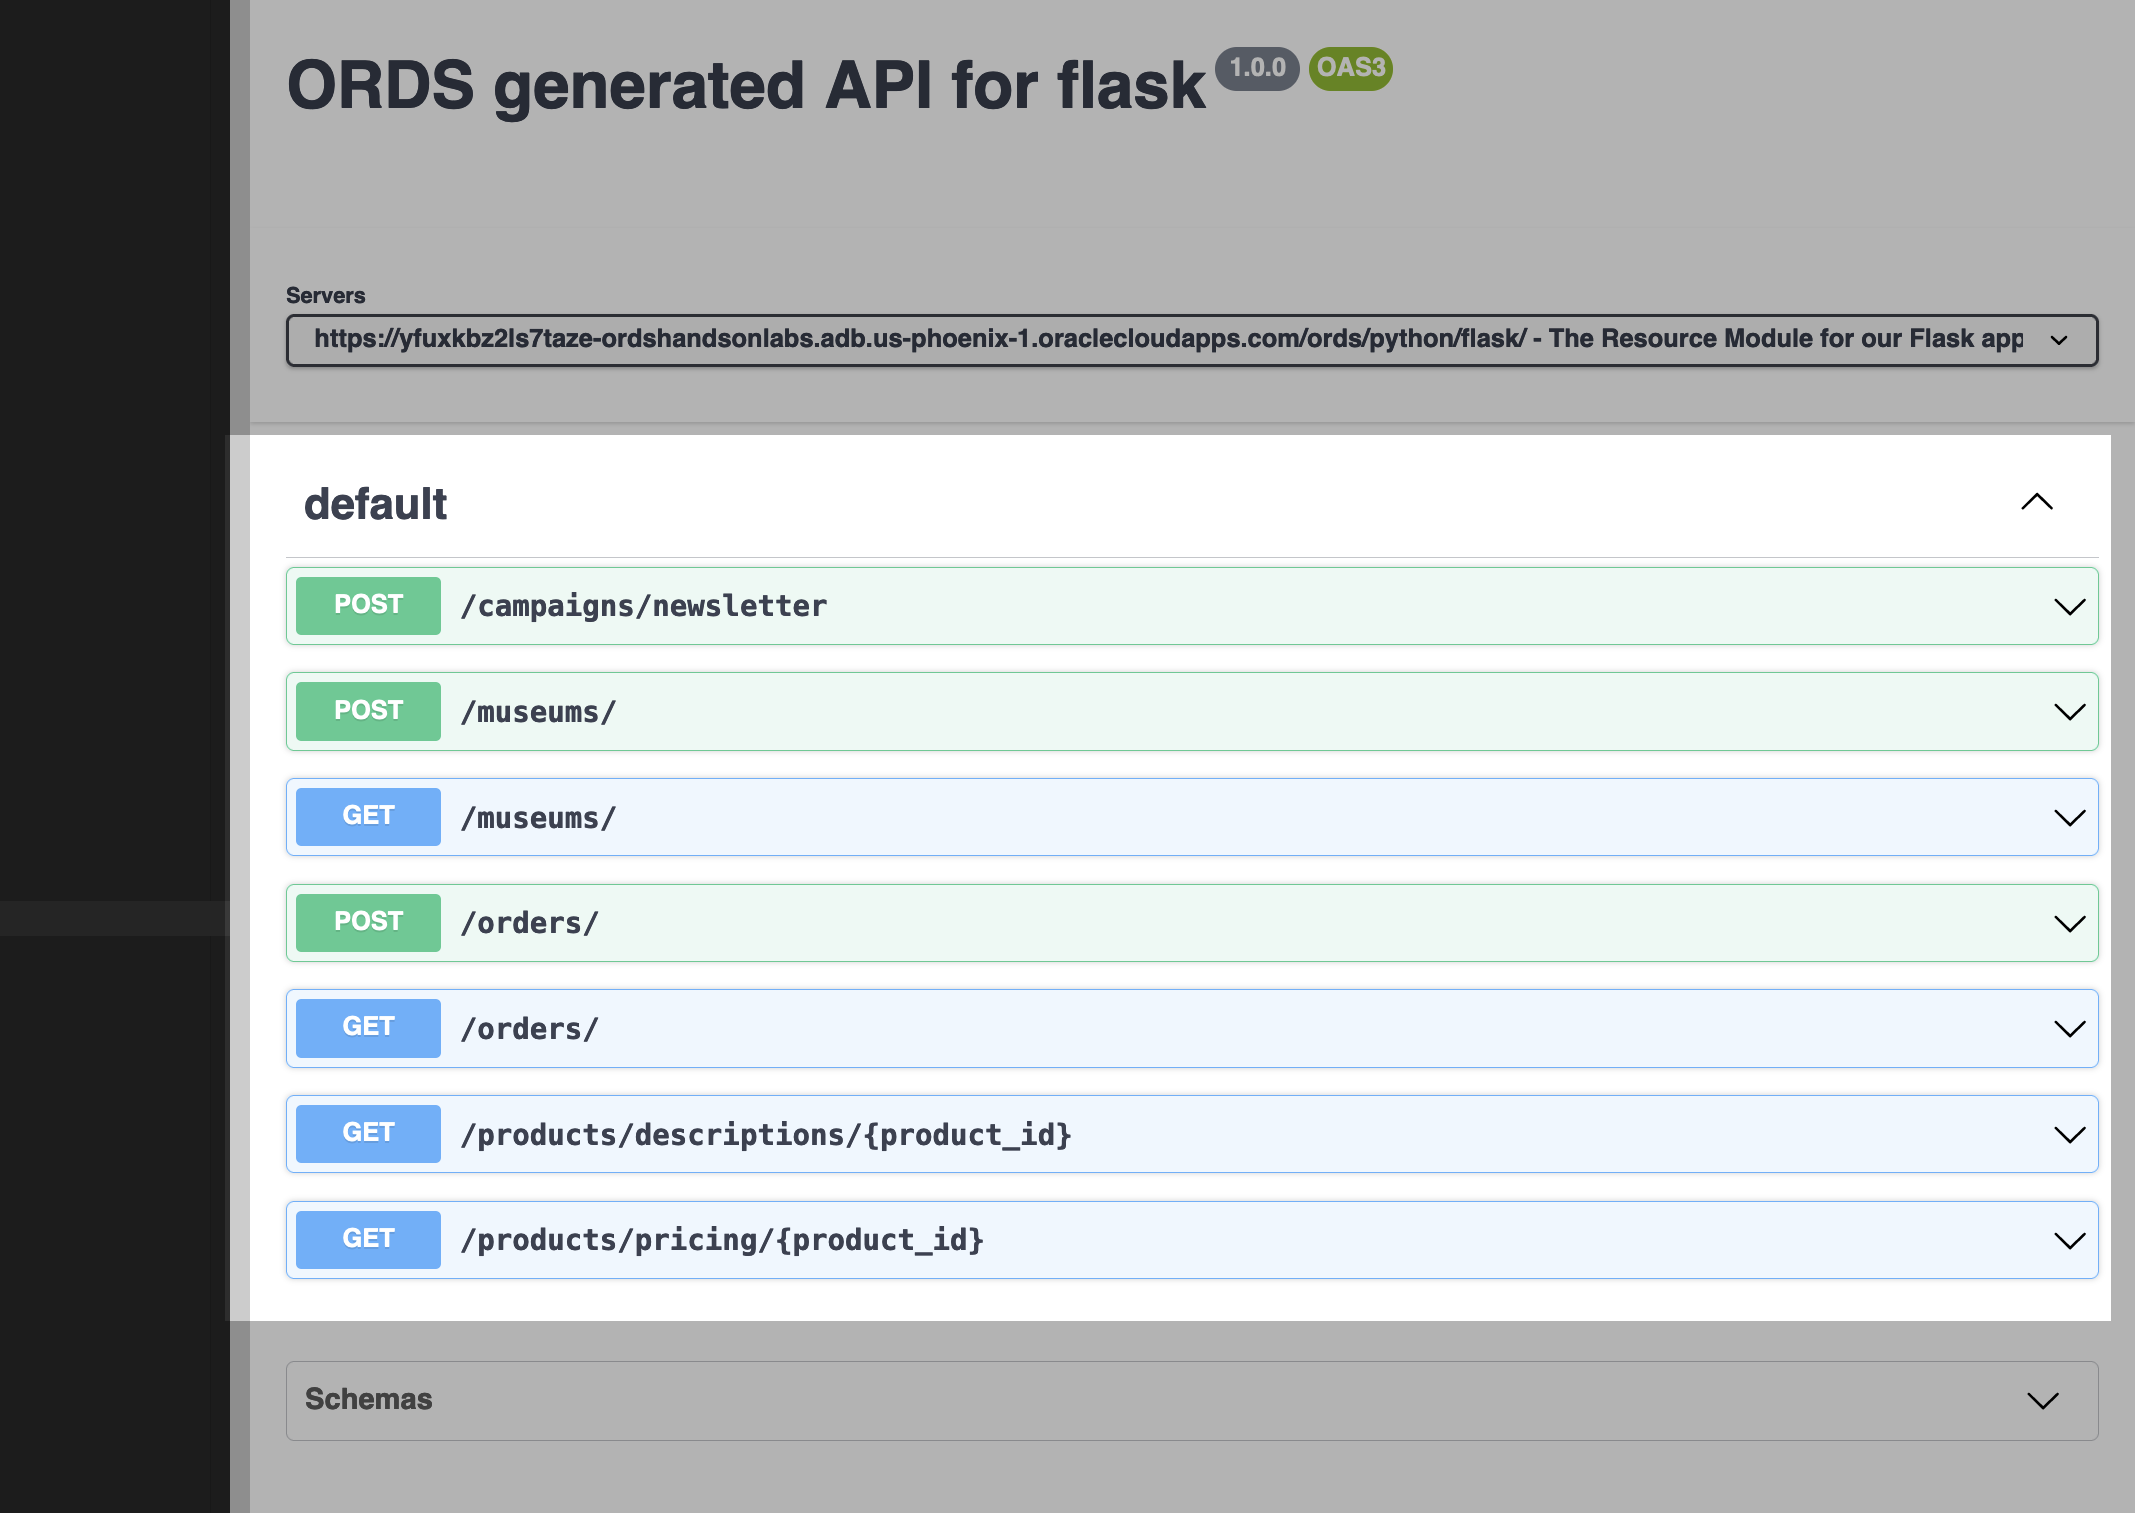 ORDS generated API for flask 1.0.0 OAS3
Servers
https://yfuxkbz2ls7taze-ordshandsonlabs.adb.us-phoenix-1.oraclecloudapps.com/ords/python/flask/ - The Resource Module for our Flask app
default
POST /campaigns/newsletter
POST /museums/
GET /museums/
POST /orders/
GET /orders/
GET /products/descriptions/{product_id}
GET /products/pricing/{product_id}
Schemas